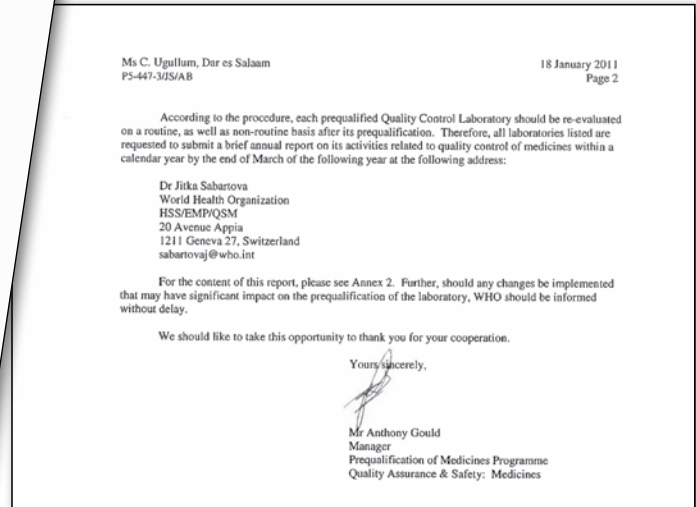 Ms C. Ugullum, Dar es Salaam
P5-447-3/JS/AB
18 January 2011
Page 2
According to the procedure, each prequalified Quality Control Laboratory should be re-evaluated
on a routine, as well as non-routine basis after its prequalification. Therefore, all laboratories listed are
requested to submit a brief annual report on its activities related to quality control of medicines within a
calendar year by the end of March of the following year at the following address:
Dr Jitka Sabartova
World Health Organization
HSS/EMP/QSM
20 Avenue Appia
1211 Geneva 27, Switzerland
sabartovaj@who.int
For the content of this report, please see Annex 2. Further, should any changes be implemented
that may have significant impact on the prequalification of the laboratory, WHO should be informed
without delay.
We should like to take this opportunity to thank you for your cooperation.
Yours sincerely,
Mr Anthony Gould
Manager
Prequalification of Medicines Programme
Quality Assurance & Safety: Medicines